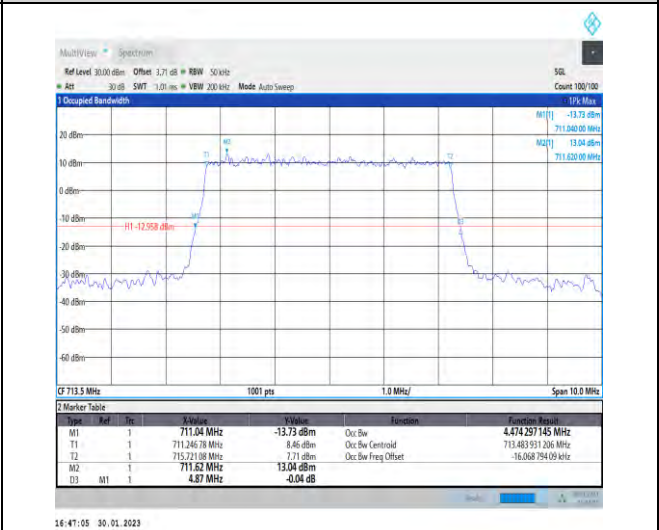 MultiView Spectrum
Ref Level 30.00 dBm Offset 3.71 dB RBW 50 kHz SGL
Att 30 dB SWT 1.01 ms VBW 200 kHz Mode Auto Sweep Count 100/100
1 Occupied Bandwidth 1Pk Max
M1[1] -13.73 dBm
711.040 00 MHz
M2[1] 13.04 dBm
711.620 00 MHz
20 dBm
M2
T1 T2
10 dBm
0 dBm
-10 dBm
M1 D3
H1 -12.958 dBm
-20 dBm
-30 dBm
-40 dBm
-50 dBm
-60 dBm
CF 713.5 MHz 1001 pts 1.0 MHz/ Span 10.0 MHz
2 Marker Table
Type Ref Trc X-Value Y-Value Function Function Result
M1 1 711.04 MHz -13.73 dBm Occ Bw 4.474 297 145 MHz
T1 1 711.246 78 MHz 8.46 dBm Occ Bw Centroid 713.483 931 206 MHz
T2 1 715.721 08 MHz 7.71 dBm Occ Bw Freq Offset -16.068 794 09 kHz
M2 1 711.62 MHz 13.04 dBm
D3 M1 1 4.87 MHz -0.04 dB
16:47:05 30.01.2023